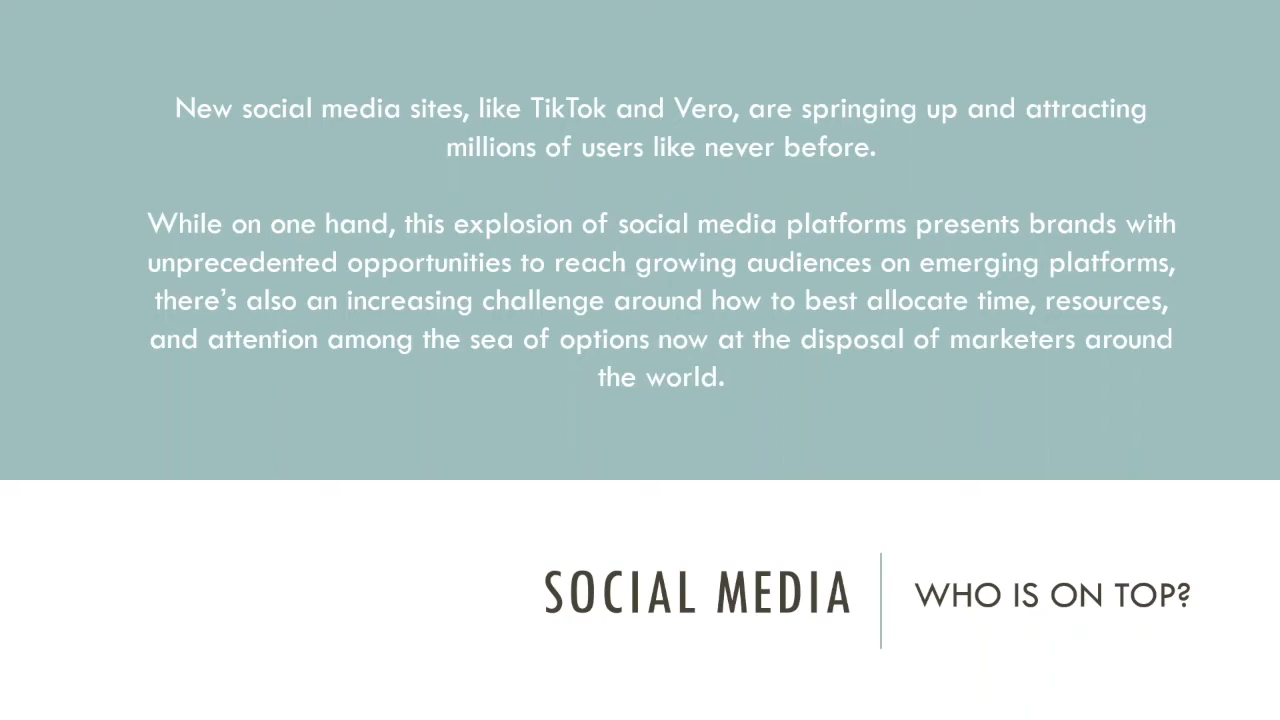 New social media sites, like TikTok and Vero, are springing up and attracting
millions of users like never before.
While on one hand, this explosion of social media platforms presents brands with
unprecedented opportunities to reach growing audiences on emerging platforms,
there’s also an increasing challenge around how to best allocate time, resources,
and attention among the sea of options now at the disposal of marketers around
the world.
SOCIAL MEDIA
WHO IS ON TOP?